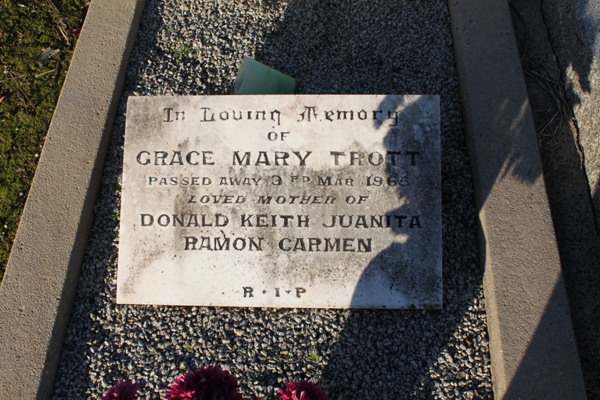 In Loving Memory
OF
GRACE MARY TROTT
PASSED AWAY 3RD MAR 1963
LOVED MOTHER OF
DONALD KEITH JUANITA
RAMON CARMEN
R · I · P